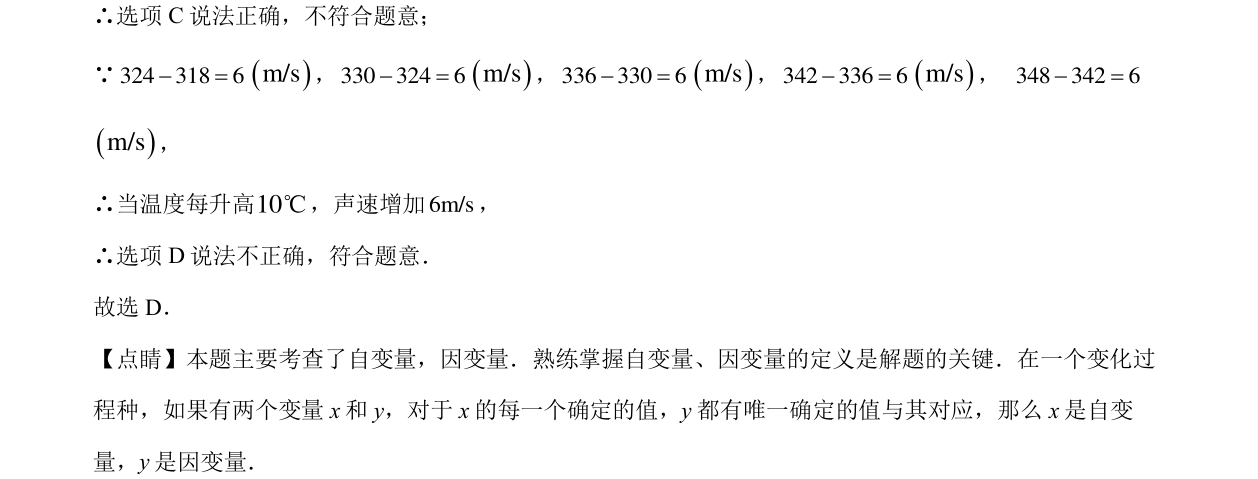 ∴选项 C 说法正确，不符合题意；
∵ 324－318＝6 (m/s)，330－324＝6 (m/s)，336－330＝6 (m/s)，342－336＝6 (m/s)， 348－342＝6
(m/s)，
∴当温度每升高10℃，声速增加 6m/s，
∴选项 D 说法不正确，符合题意．
故选 D．
【点睛】本题主要考查了自变量，因变量．熟练掌握自变量、因变量的定义是解题的关键．在一个变化过
程种，如果有两个变量 x 和 y，对于 x 的每一个确定的值，y 都有唯一确定的值与其对应，那么 x 是自变
量，y 是因变量．